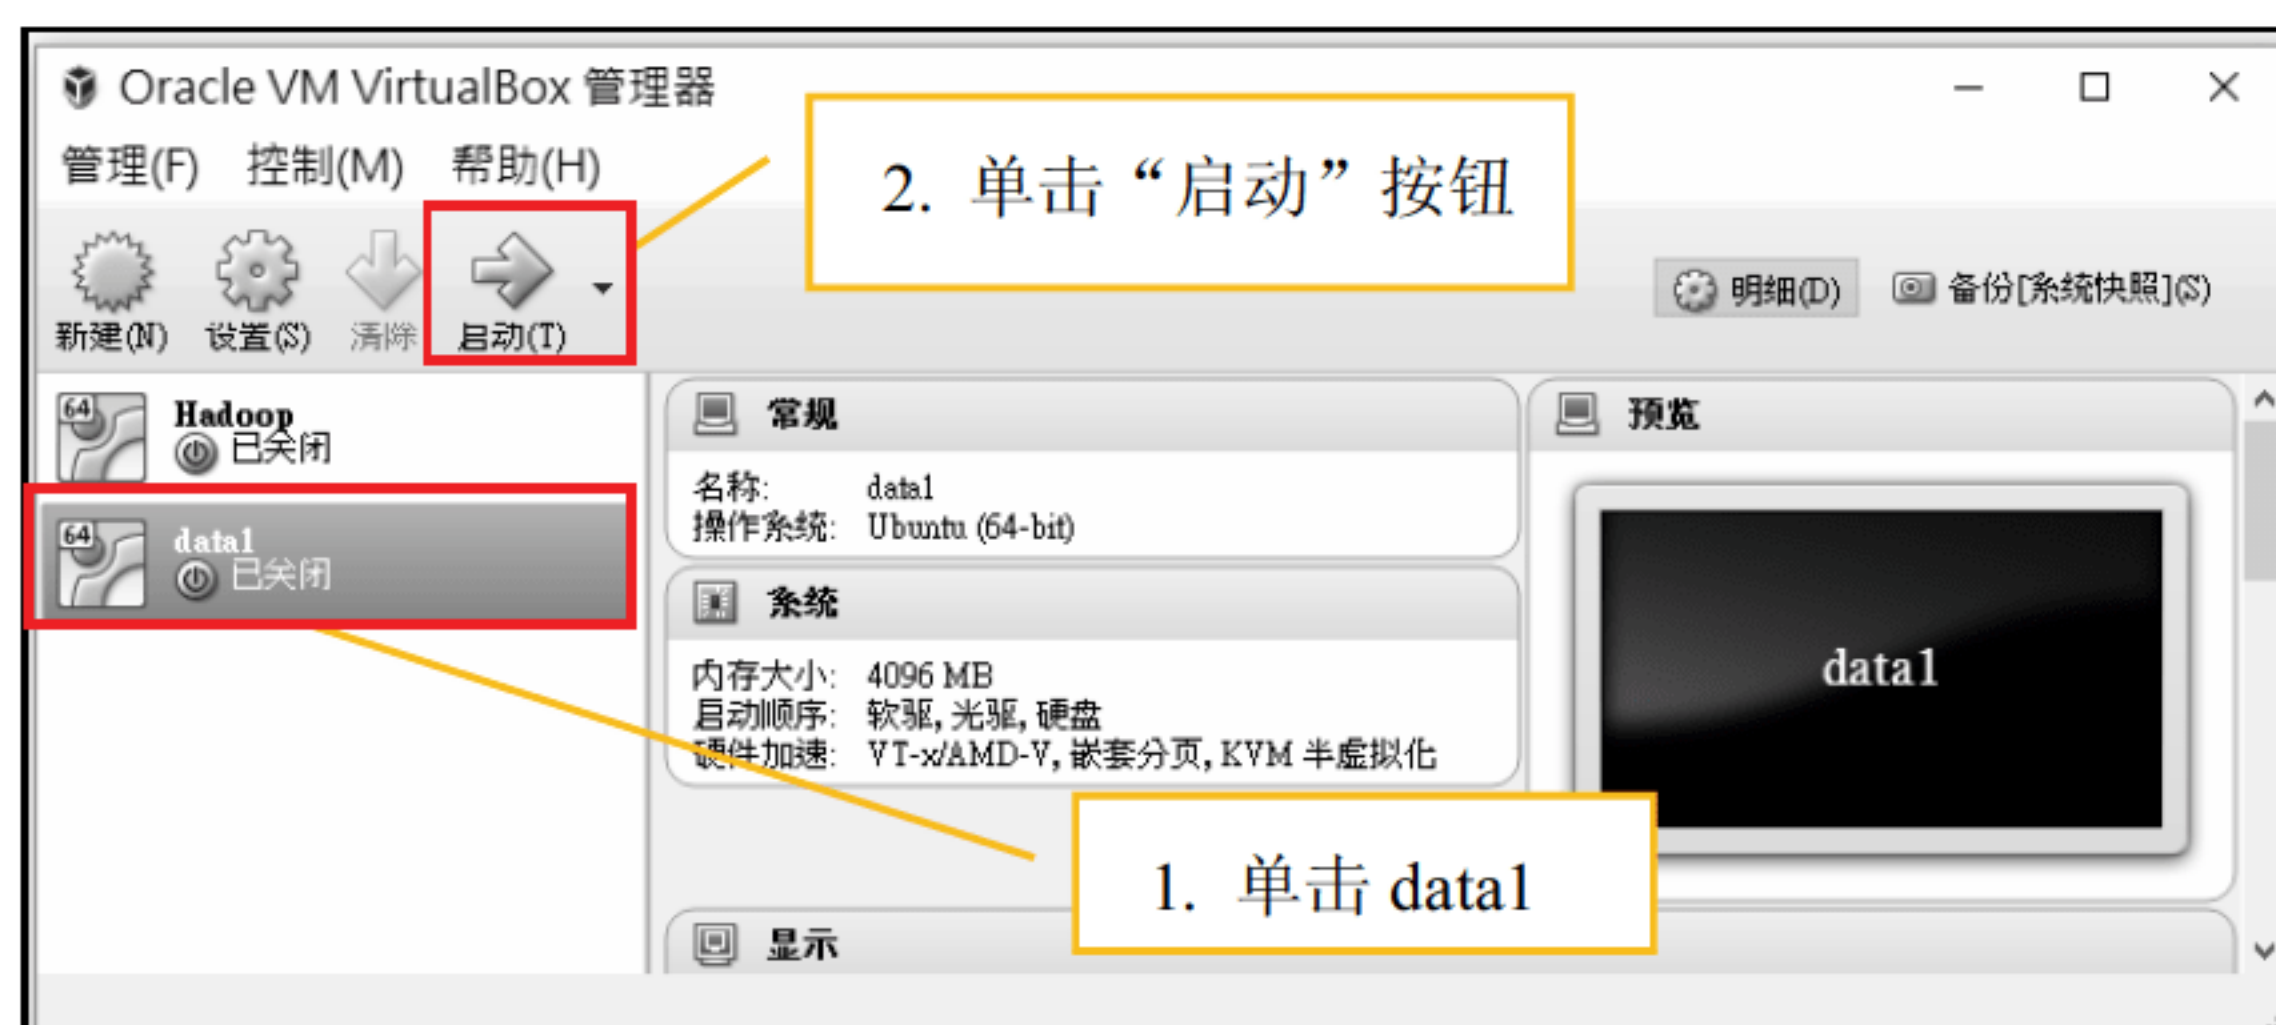 Oracle VM VirtualBox 管理器
管理(F) 控制(M) 帮助(H)
2. 单击“启动”按钮
新建(N) 设置(S) 清除 启动(T)
明细(D) 备份[系统快照](S)
64 Hadoop
已关闭
64 data1
已关闭
常规
名称: data1
操作系统: Ubuntu (64-bit)
系统
内存大小: 4096 MB
启动顺序: 软驱, 光驱, 硬盘
硬件加速: VT-x/AMD-V, 嵌套分页, KVM 半虚拟化
预览
data1
1. 单击 data1
显示